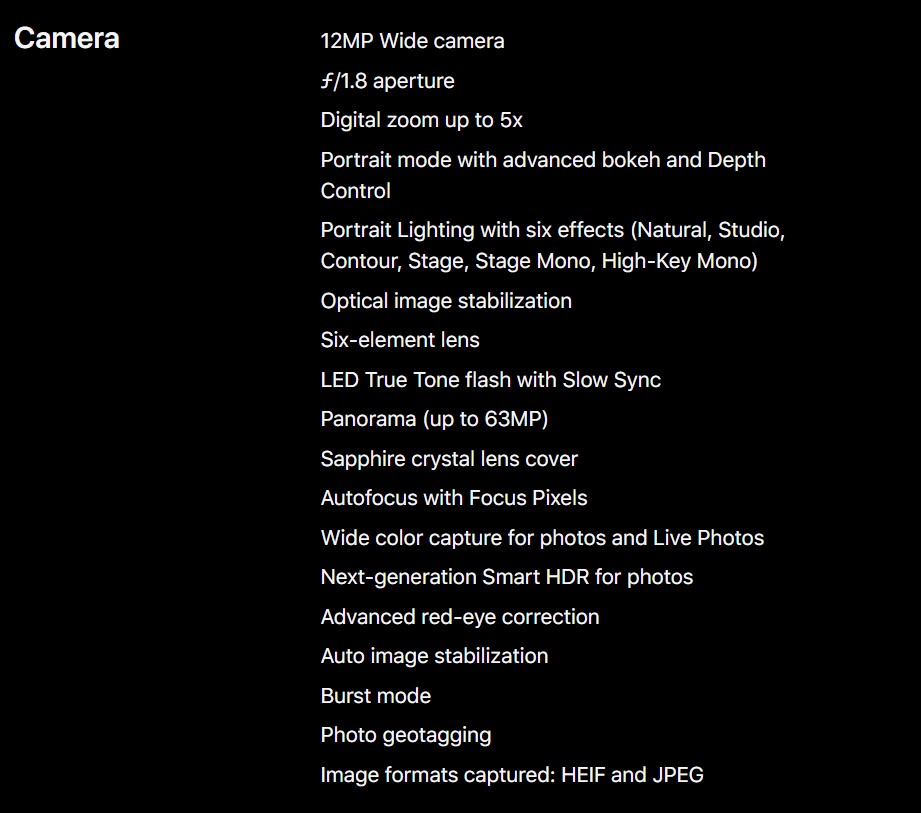 Camera
12MP Wide camera
ƒ/1.8 aperture
Digital zoom up to 5x
Portrait mode with advanced bokeh and Depth
Control
Portrait Lighting with six effects (Natural, Studio,
Contour, Stage, Stage Mono, High-Key Mono)
Optical image stabilization
Six-element lens
LED True Tone flash with Slow Sync
Panorama (up to 63MP)
Sapphire crystal lens cover
Autofocus with Focus Pixels
Wide color capture for photos and Live Photos
Next-generation Smart HDR for photos
Advanced red-eye correction
Auto image stabilization
Burst mode
Photo geotagging
Image formats captured: HEIF and JPEG